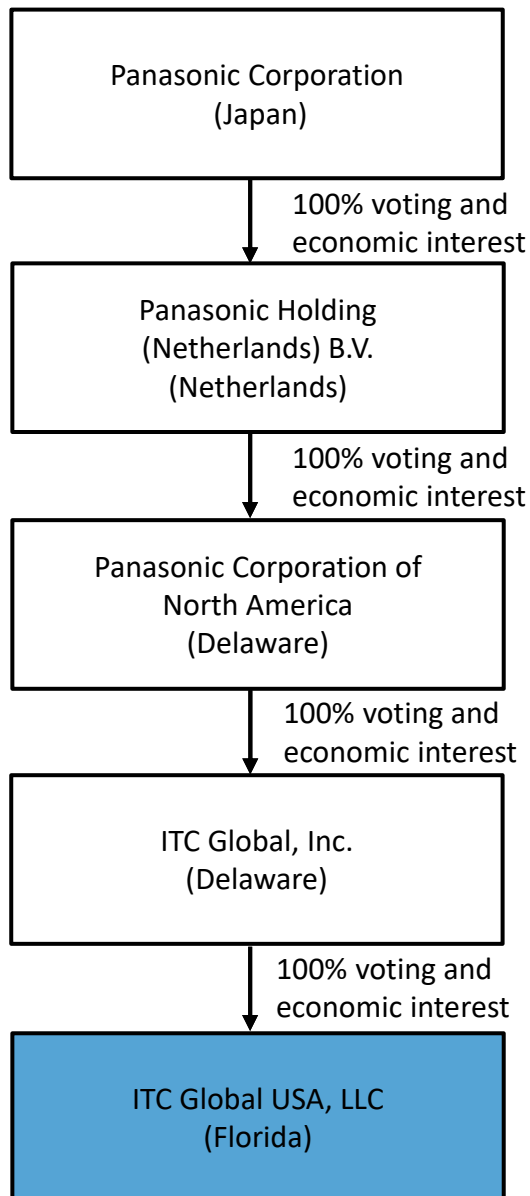 Panasonic Corporation
(Japan)
100% voting and
economic interest
Panasonic Holding
(Netherlands) B.V.
(Netherlands)
100% voting and
economic interest
Panasonic Corporation of
North America
(Delaware)
100% voting and
economic interest
ITC Global, Inc.
(Delaware)
100% voting and
economic interest
ITC Global USA, LLC
(Florida)